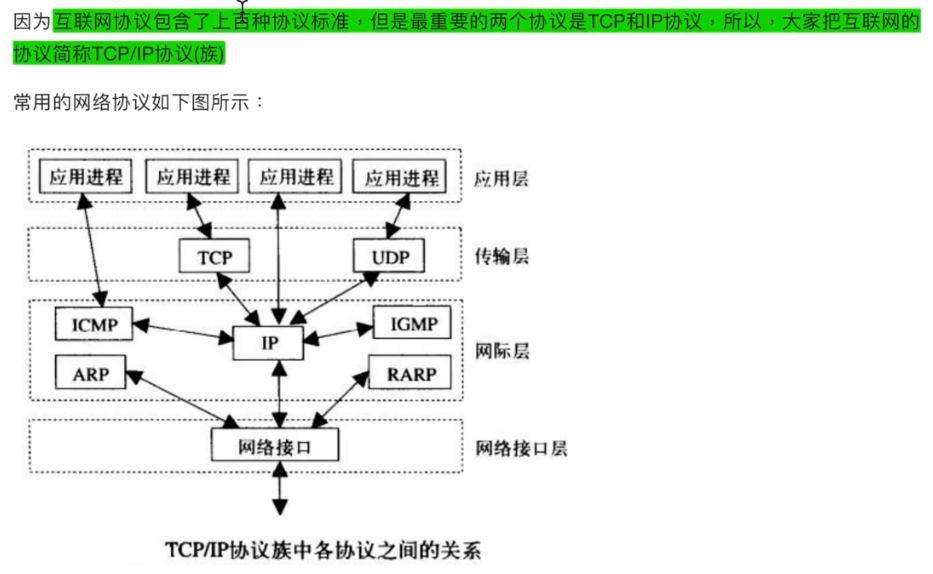 因为互联网协议包含了上百种协议标准，但是最重要的两个协议是TCP和IP协议，所以，大家把互联网的
协议简称TCP/IP协议(族)
常用的网络协议如下图所示：
应用进程 应用进程 应用进程 应用进程 应用层
TCP UDP 传输层
ICMP IP IGMP
网际层
ARP RARP
网络接口 网络接口层
TCP/IP协议族中各协议之间的关系